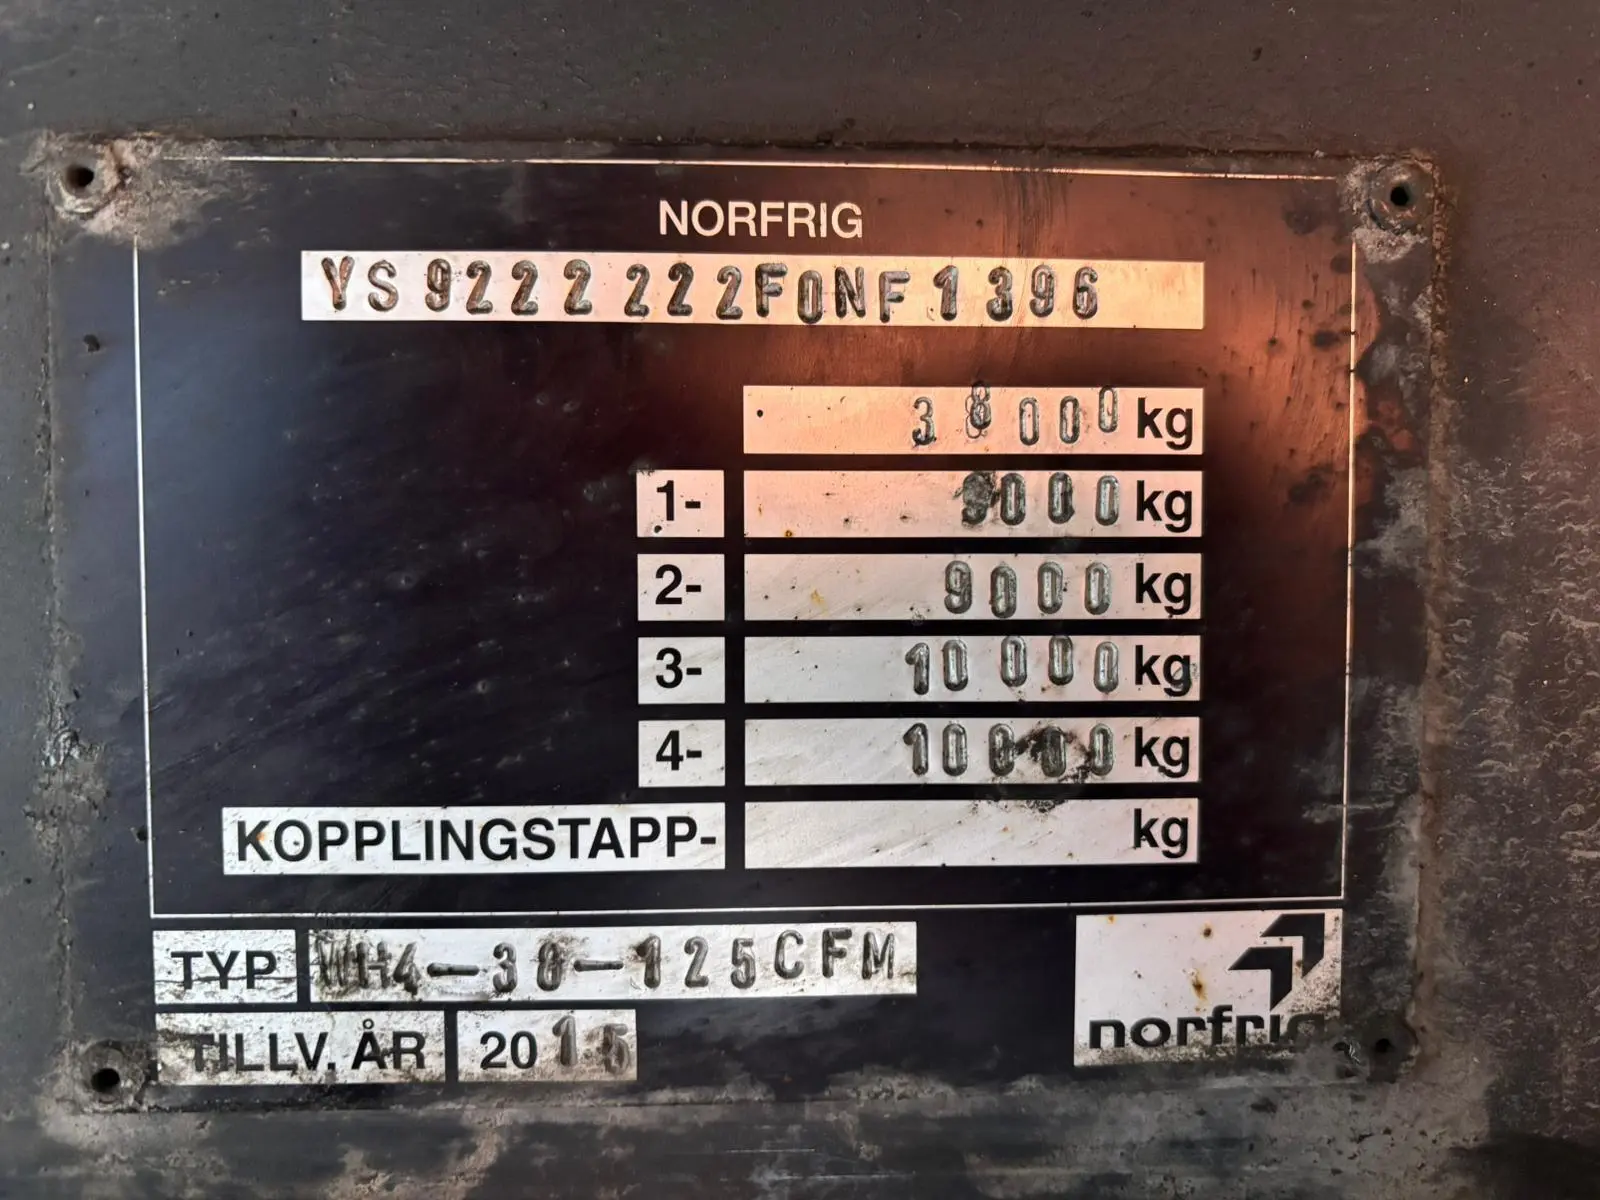 NORFRIG
YS9222222F0NF1396
38000 kg
1- 9000 kg
2- 9000 kg
3- 10000 kg
4- 10000 kg
KOPPLINGSTAPP- kg
TYP WH4-38-125CFM
TILLV. ÅR 2015
norfrig